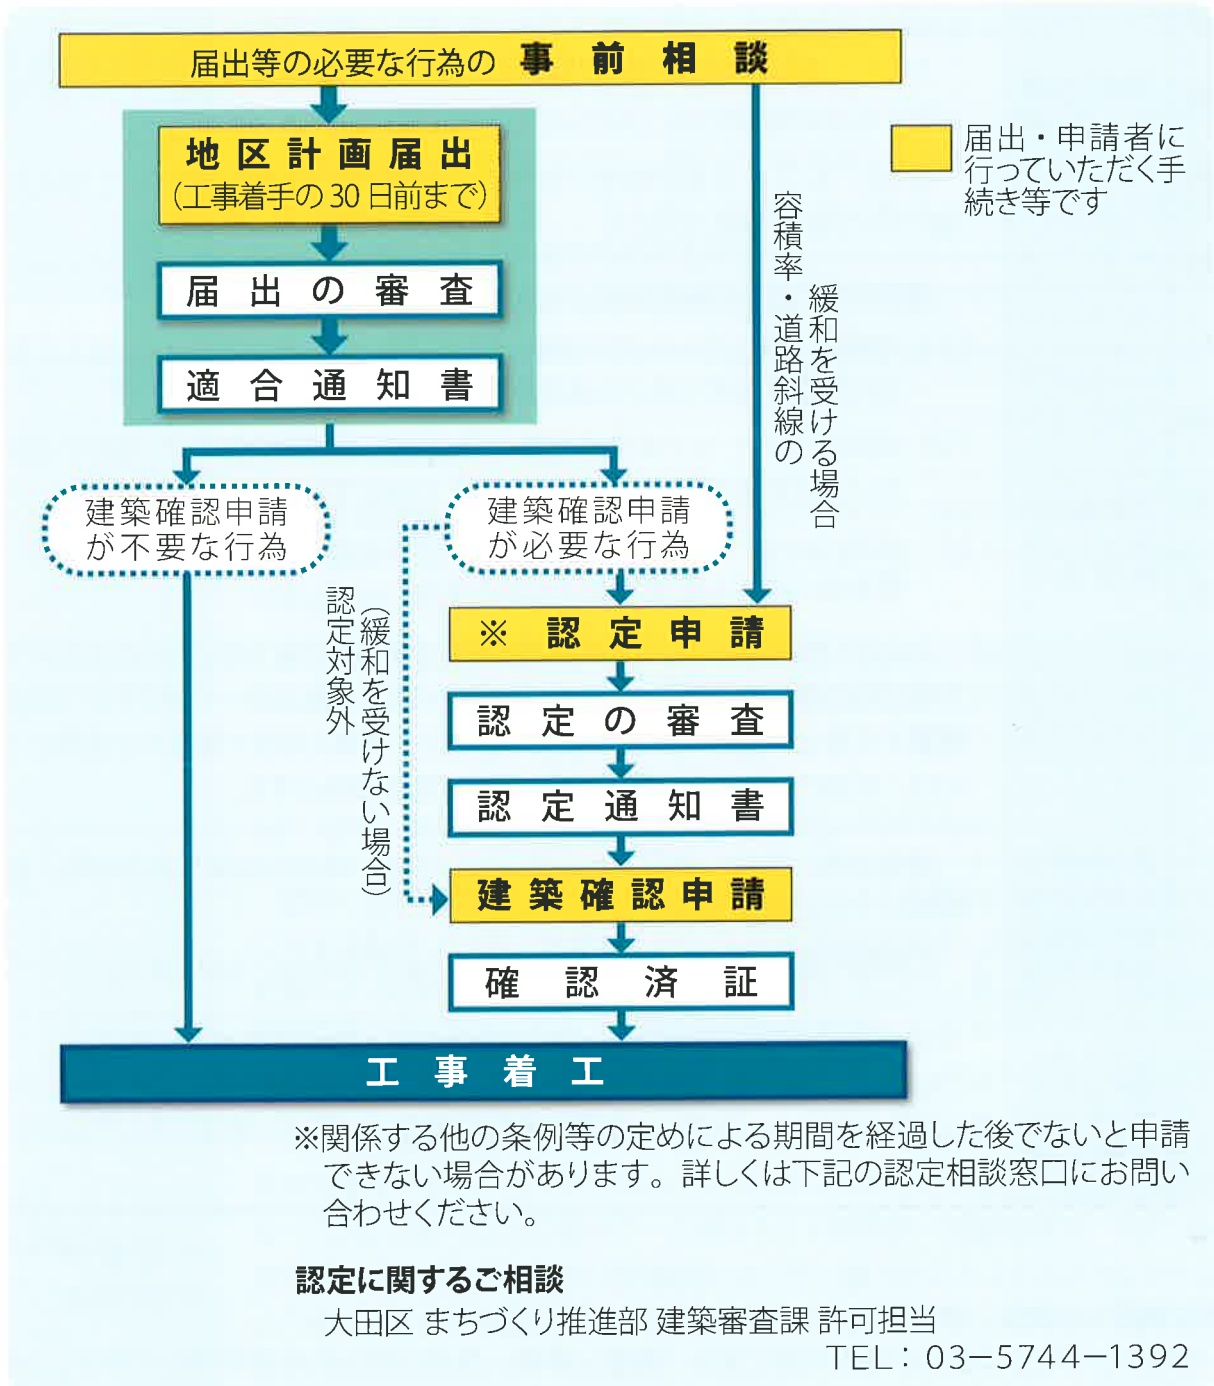 届出等の必要な行為の 事前相談
地区計画届出
（工事着手の30日前まで）
届出の審査
適合通知書
届出・申請者に
行っていただく手
続き等です
容積率・道路斜線の
緩和を受ける場合
建築確認申請
が不要な行為
建築確認申請
が必要な行為
認定対象外
（緩和を受けない場合）
※ 認定申請
認定の審査
認定通知書
建築確認申請
確認済証
工事着工
※関係する他の条例等の定めによる期間を経過した後でないと申請
できない場合があります。詳しくは下記の認定相談窓口にお問い
合わせください。
認定に関するご相談
大田区 まちづくり推進部 建築審査課 許可担当
TEL：03－5744－1392